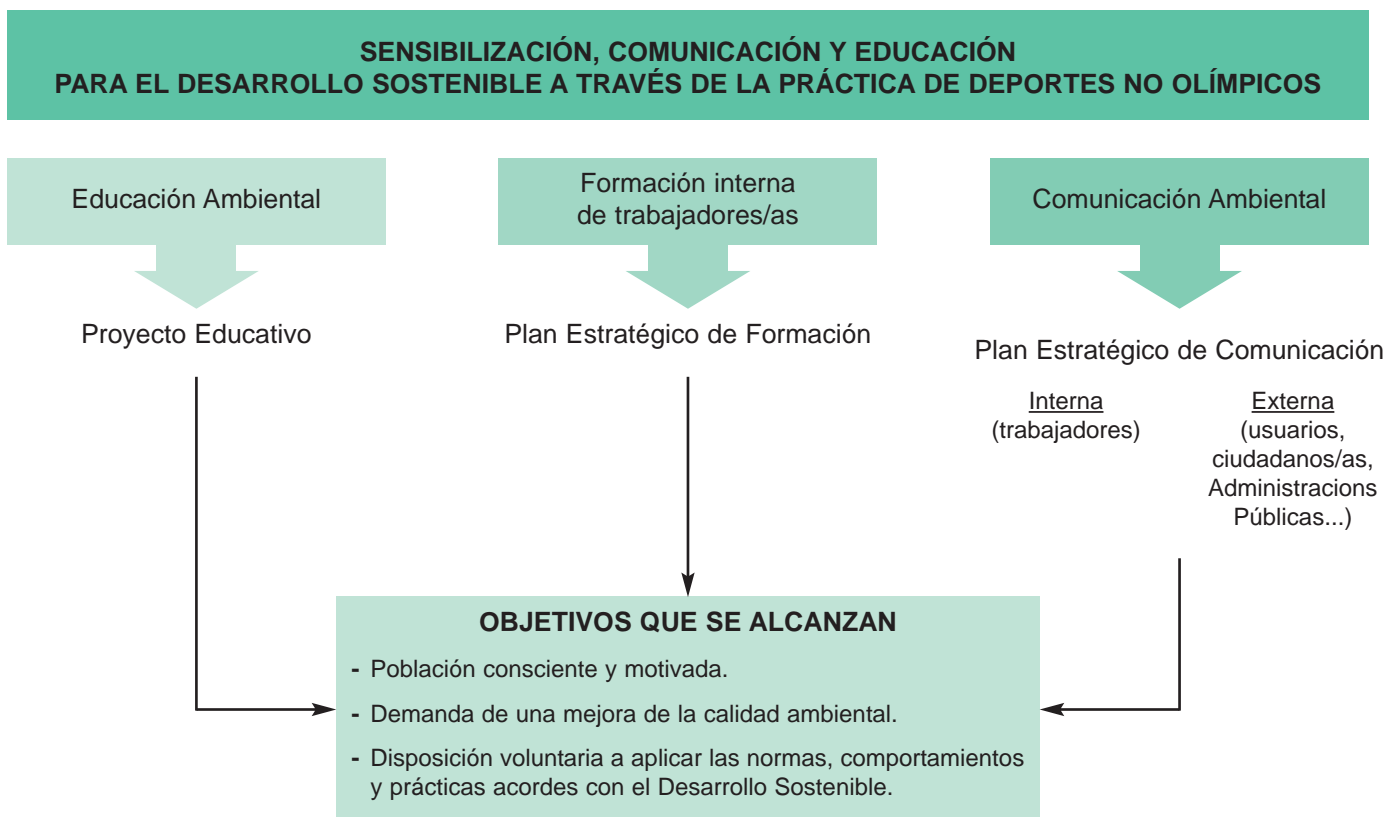 SENSIBILIZACIÓN, COMUNICACIÓN Y EDUCACIÓN
PARA EL DESARROLLO SOSTENIBLE A TRAVÉS DE LA PRÁCTICA DE DEPORTES NO OLÍMPICOS
Educación Ambiental
Formación interna
de trabajadores/as
Comunicación Ambiental
Proyecto Educativo
Plan Estratégico de Formación
Plan Estratégico de Comunicación
Interna
(trabajadores)
Externa
(usuarios,
ciudadanos/as,
Administracions
Públicas...)
OBJETIVOS QUE SE ALCANZAN
- Población consciente y motivada.
- Demanda de una mejora de la calidad ambiental.
- Disposición voluntaria a aplicar las normas, comportamientos
y prácticas acordes con el Desarrollo Sostenible.